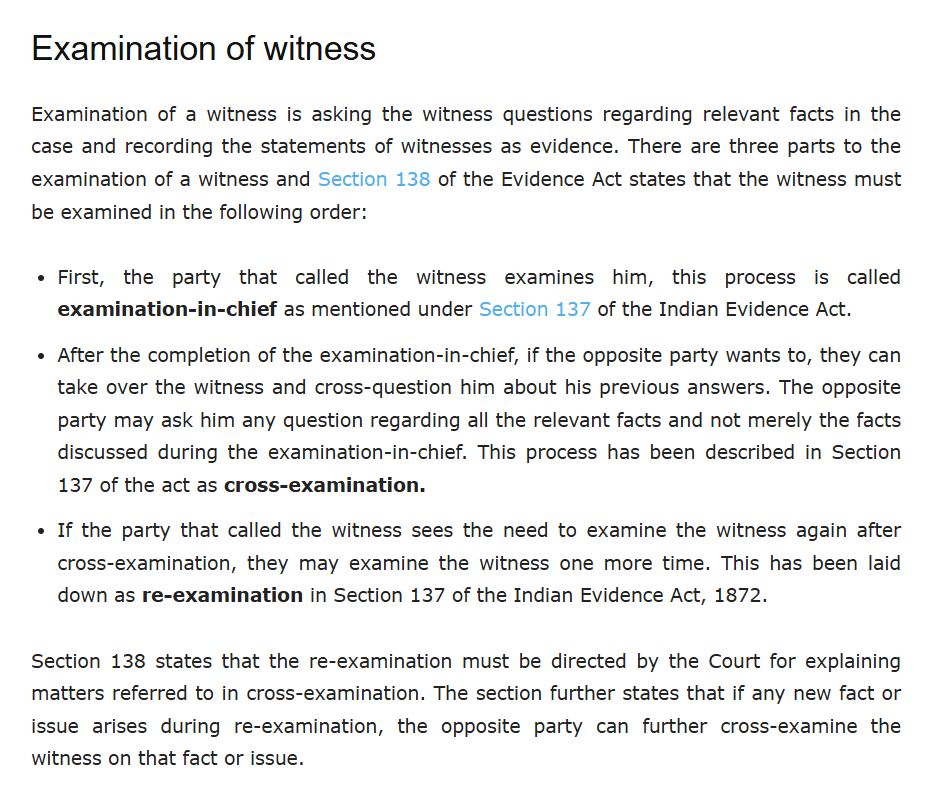 Examination of witness
Examination of a witness is asking the witness questions regarding relevant facts in the
case and recording the statements of witnesses as evidence. There are three parts to the
examination of a witness and Section 138 of the Evidence Act states that the witness must
be examined in the following order:
• First, the party that called the witness examines him, this process is called
examination-in-chief as mentioned under Section 137 of the Indian Evidence Act.
• After the completion of the examination-in-chief, if the opposite party wants to, they can
take over the witness and cross-question him about his previous answers. The opposite
party may ask him any question regarding all the relevant facts and not merely the facts
discussed during the examination-in-chief. This process has been described in Section
137 of the act as cross-examination.
• If the party that called the witness sees the need to examine the witness again after
cross-examination, they may examine the witness one more time. This has been laid
down as re-examination in Section 137 of the Indian Evidence Act, 1872.
Section 138 states that the re-examination must be directed by the Court for explaining
matters referred to in cross-examination. The section further states that if any new fact or
issue arises during re-examination, the opposite party can further cross-examine the
witness on that fact or issue.